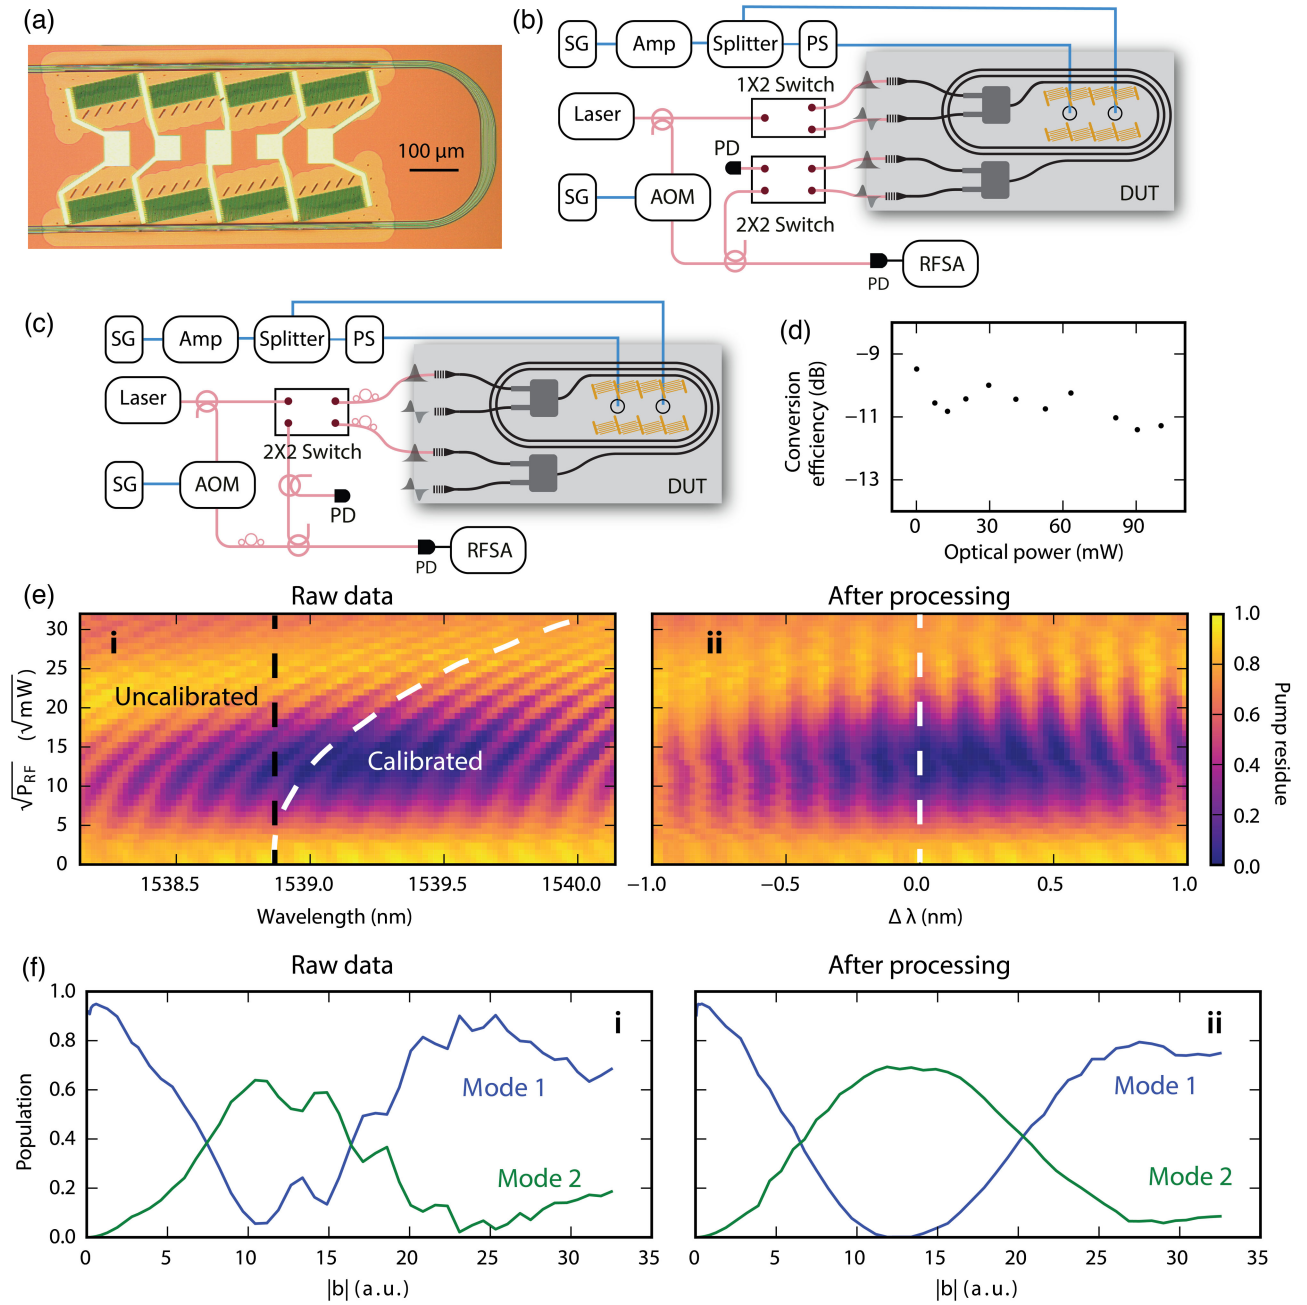 (a)
100 μm
(b)
SG
Amp
Splitter
PS
1X2 Switch
Laser
PD
SG
AOM
2X2 Switch
DUT
PD
RFSA
(c)
SG
Amp
Splitter
PS
Laser
2X2 Switch
SG
AOM
PD
DUT
PD
RFSA
(d)
Conversion
efficiency (dB)
−9
−11
−13
0
30
60
90
Optical power (mW)
(e)
Raw data
i
Uncalibrated
Calibrated
√PRF (√mW)
30
25
20
15
10
5
0
1538.5
1539.0
1539.5
1540.0
Wavelength (nm)
After processing
ii
−1.0
−0.5
0.0
0.5
1.0
Δ λ (nm)
1.0
0.8
0.6
0.4
0.2
0.0
Pump residue
(f)
Raw data
i
Population
1.0
0.8
0.6
0.4
0.2
0.0
Mode 1
Mode 2
0
5
10
15
20
25
30
35
|b| (a.u.)
After processing
ii
Mode 1
Mode 2
0
5
10
15
20
25
30
35
|b| (a.u.)